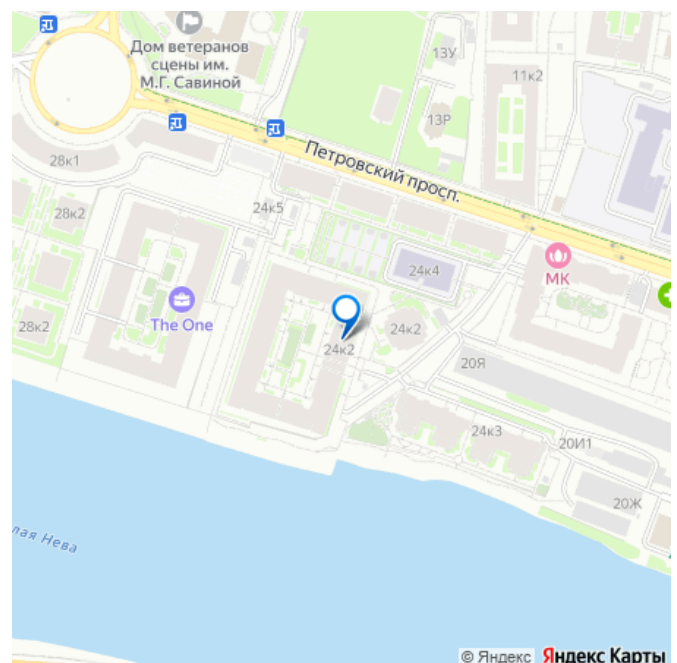 Дом ветеранов
сцены им.
М.Г. Савиной
13У
11к2
13Р
Петровский просп.
28к1
28к2
24к5
24к4
МК
The One
28к2
24к2
24к2
20Я
24к3
20И1
20Ж
лая Нева
© Яндекс Яндекс Карты